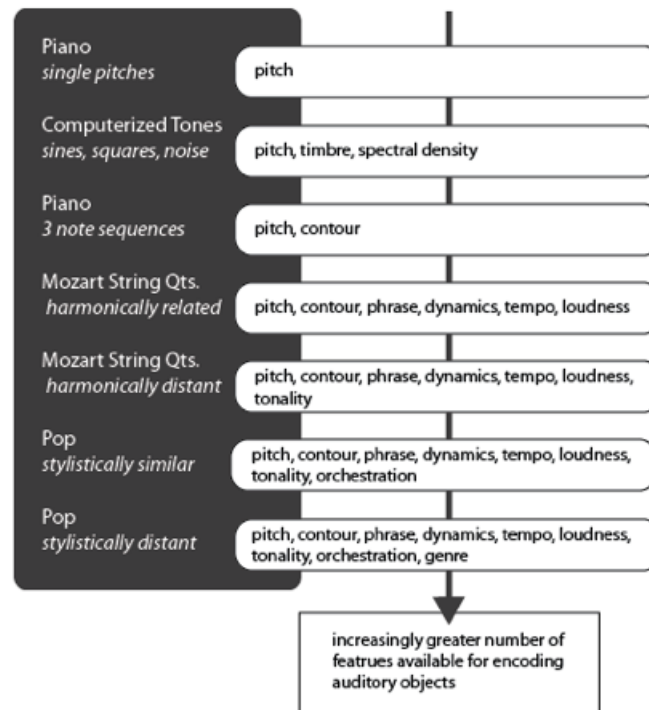 Piano
single pitches
pitch
Computerized Tones
sines, squares, noise
pitch, timbre, spectral density
Piano
3 note sequences
pitch, contour
Mozart String Qts.
harmonically related
pitch, contour, phrase, dynamics, tempo, loudness
Mozart String Qts.
harmonically distant
pitch, contour, phrase, dynamics, tempo, loudness,
tonality
Pop
stylistically similar
pitch, contour, phrase, dynamics, tempo, loudness,
tonality, orchestration
Pop
stylistically distant
pitch, contour, phrase, dynamics, tempo, loudness,
tonality, orchestration, genre
increasingly greater number of
featrues available for encoding
auditory objects